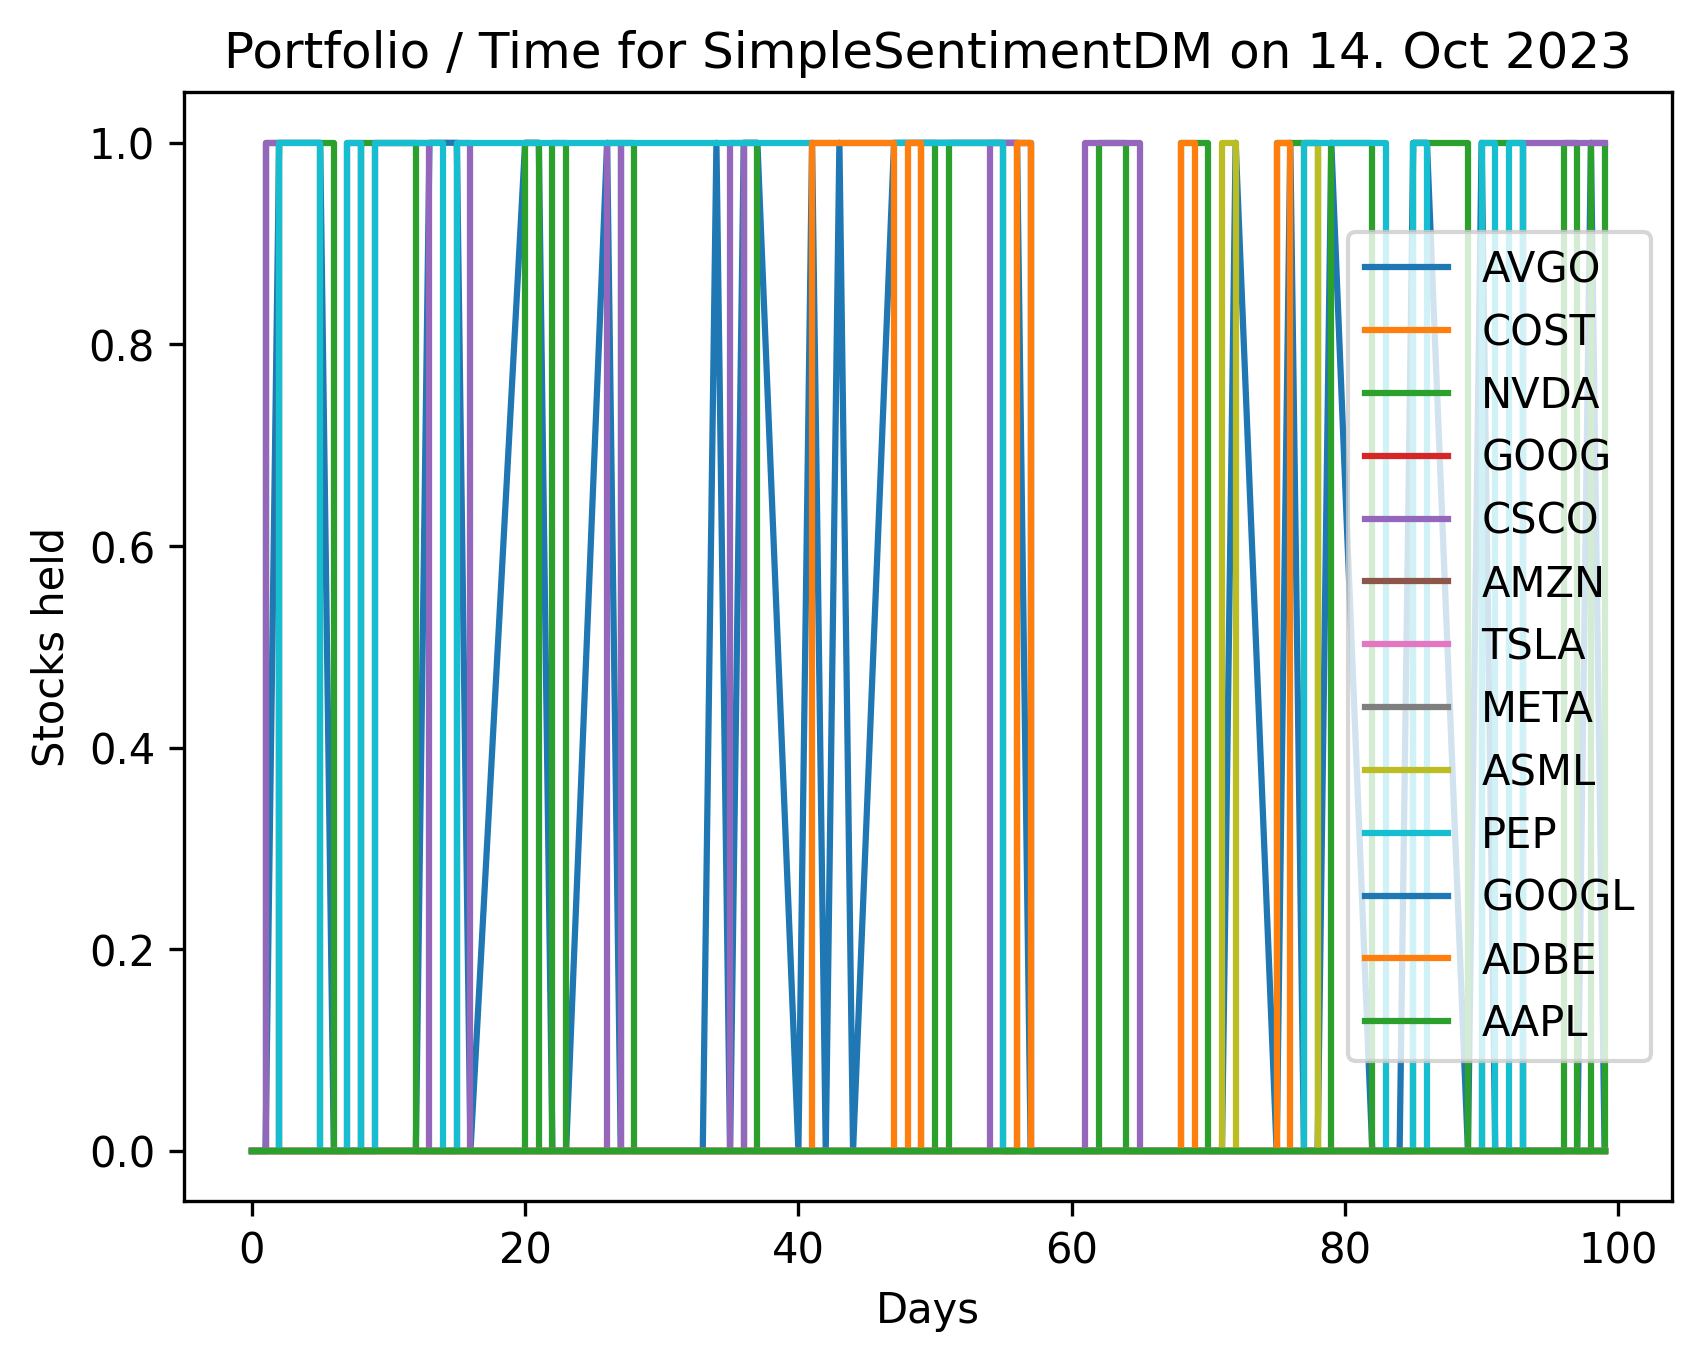 Portfolio / Time for SimpleSentimentDM on 14. Oct 2023
1.0
0.8
0.6
0.4
0.2
0.0
Stocks held
AVGO
COST
NVDA
GOOG
CSCO
AMZN
TSLA
META
ASML
PEP
GOOGL
ADBE
AAPL
0 20 40 60 80 100
Days